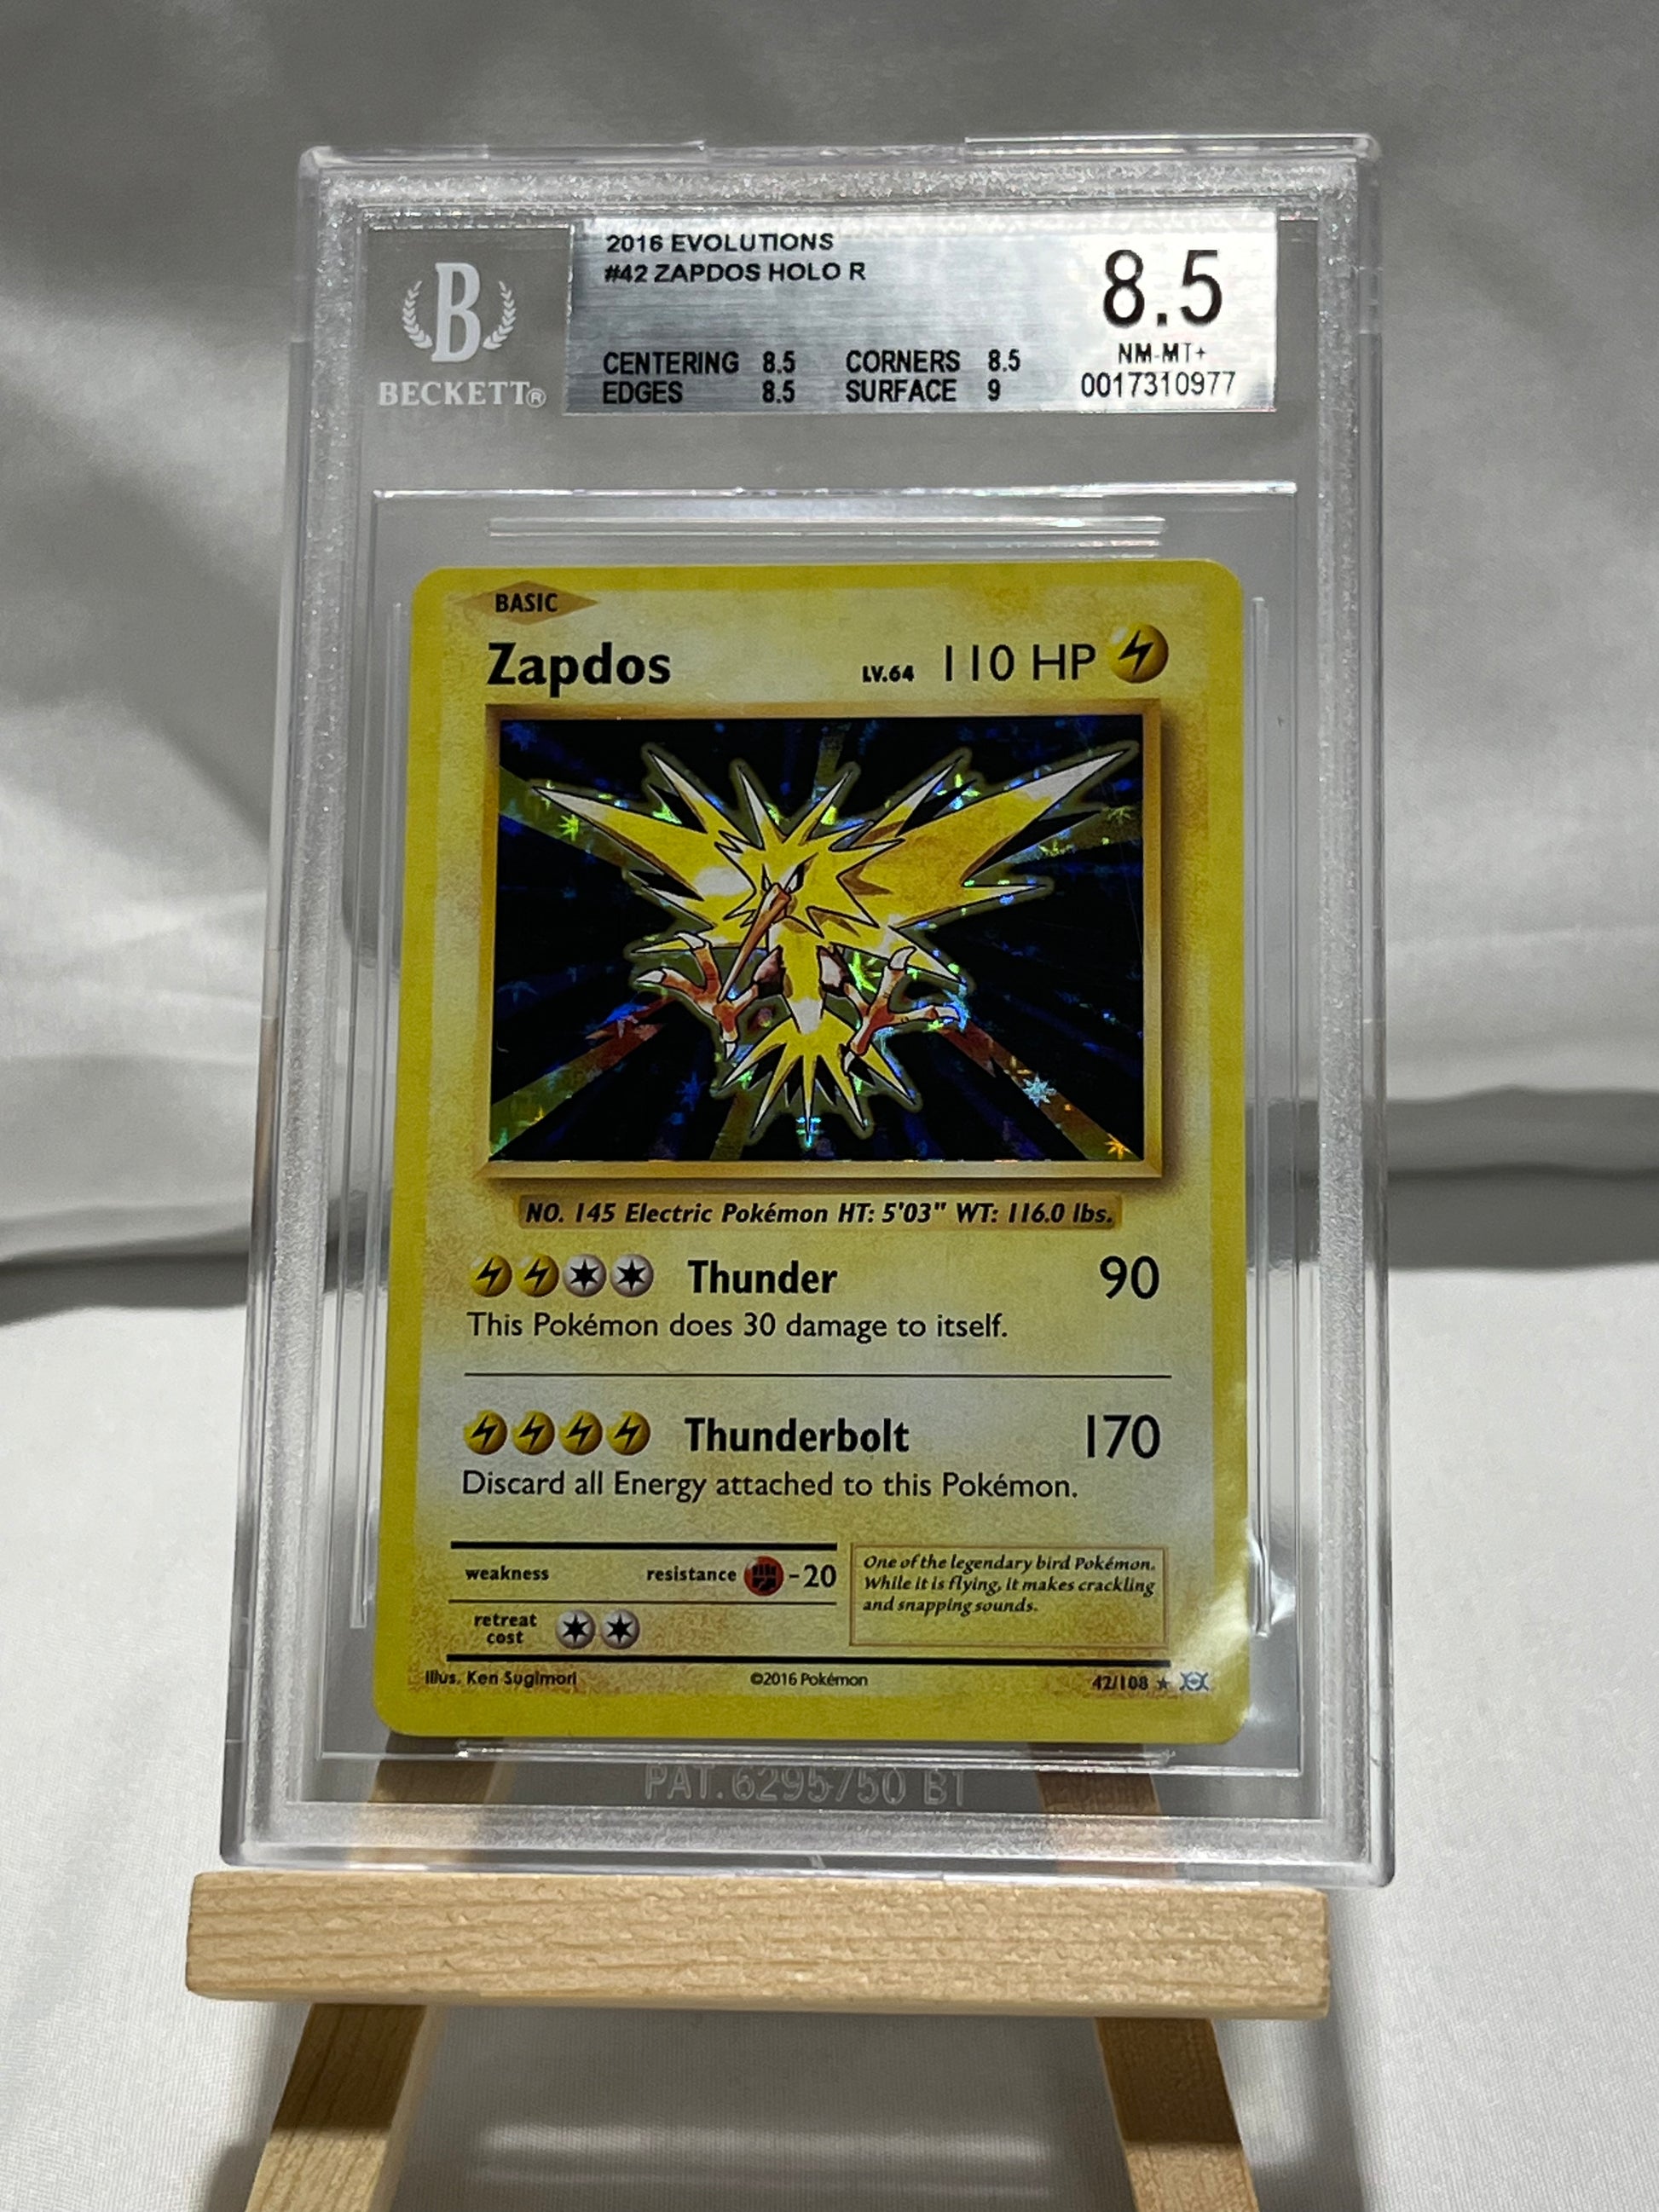 B
BECKETT®
2016 EVOLUTIONS
#42 ZAPDOS HOLO R
CENTERING 8.5 CORNERS 8.5
EDGES 8.5 SURFACE 9
8.5
NM-MT+
0017310977
BASIC
Zapdos LV.64 110 HP
NO. 145 Electric Pokémon HT: 5'03" WT: 116.0 lbs.
Thunder 90
This Pokémon does 30 damage to itself.
Thunderbolt 170
Discard all Energy attached to this Pokémon.
weakness resistance -20
retreat
cost
One of the legendary bird Pokémon.
While it is flying, it makes crackling
and snapping sounds.
Illus. Ken Sugimori ©2016 Pokémon 42/108 ★
PAT.6295750 B1